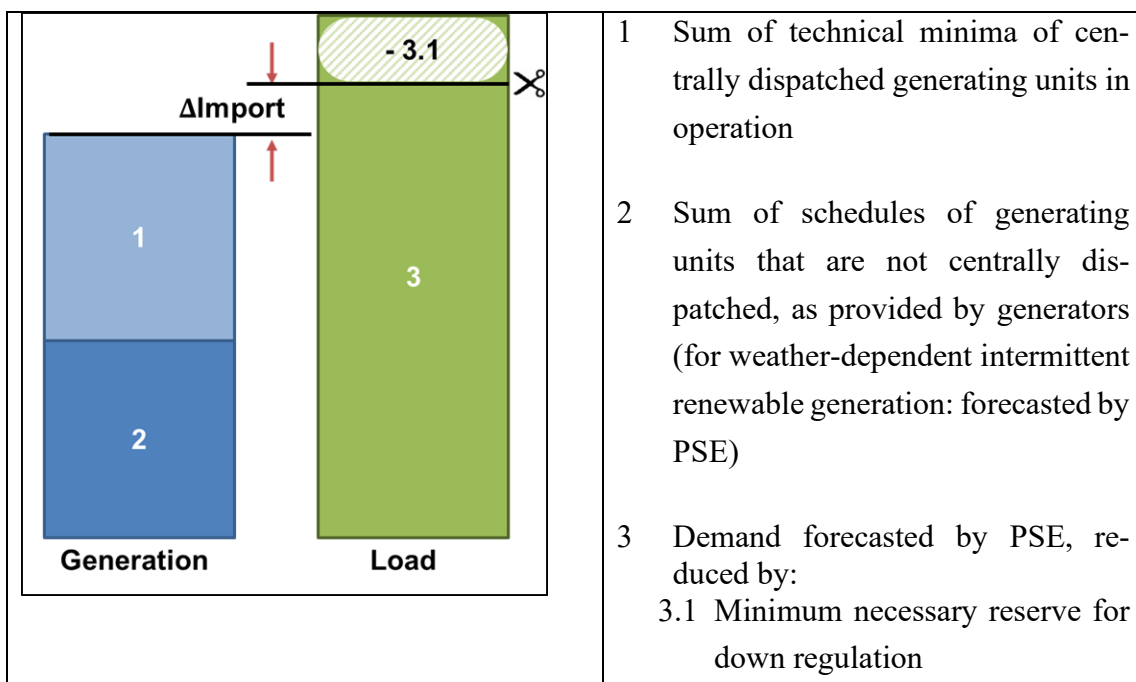 - 3.1
ΔImport
1
2
3
Generation
Load
1 Sum of technical minima of cen-
trally dispatched generating units in
operation
2 Sum of schedules of generating
units that are not centrally dis-
patched, as provided by generators
(for weather-dependent intermittent
renewable generation: forecasted by
PSE)
3 Demand forecasted by PSE, re-
duced by:
3.1 Minimum necessary reserve for
down regulation